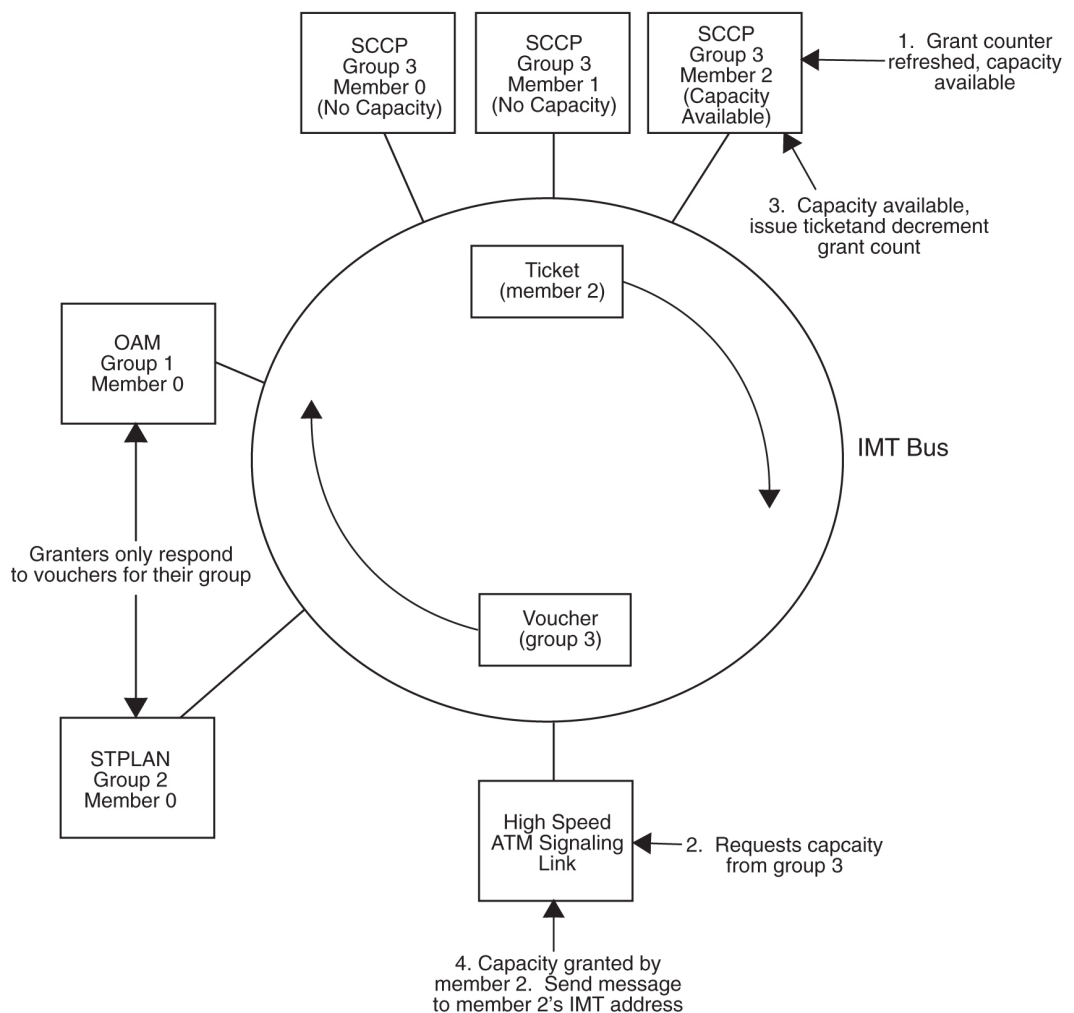 SCCP
Group 3
Member 0
(No Capacity)
SCCP
Group 3
Member 1
(No Capacity)
SCCP
Group 3
Member 2
(Capacity
Available)
1.  Grant counter
refreshed, capacity
available
3.  Capacity available,
issue ticketand decrement
grant count
Ticket
(member 2)
OAM
Group 1
Member 0
IMT Bus
Granters only respond
to vouchers for their group
Voucher
(group 3)
STPLAN
Group 2
Member 0
High Speed
ATM Signaling
Link
2.  Requests capcaity
from group 3
4. Capacity granted by
member 2.  Send message
to member 2's IMT address